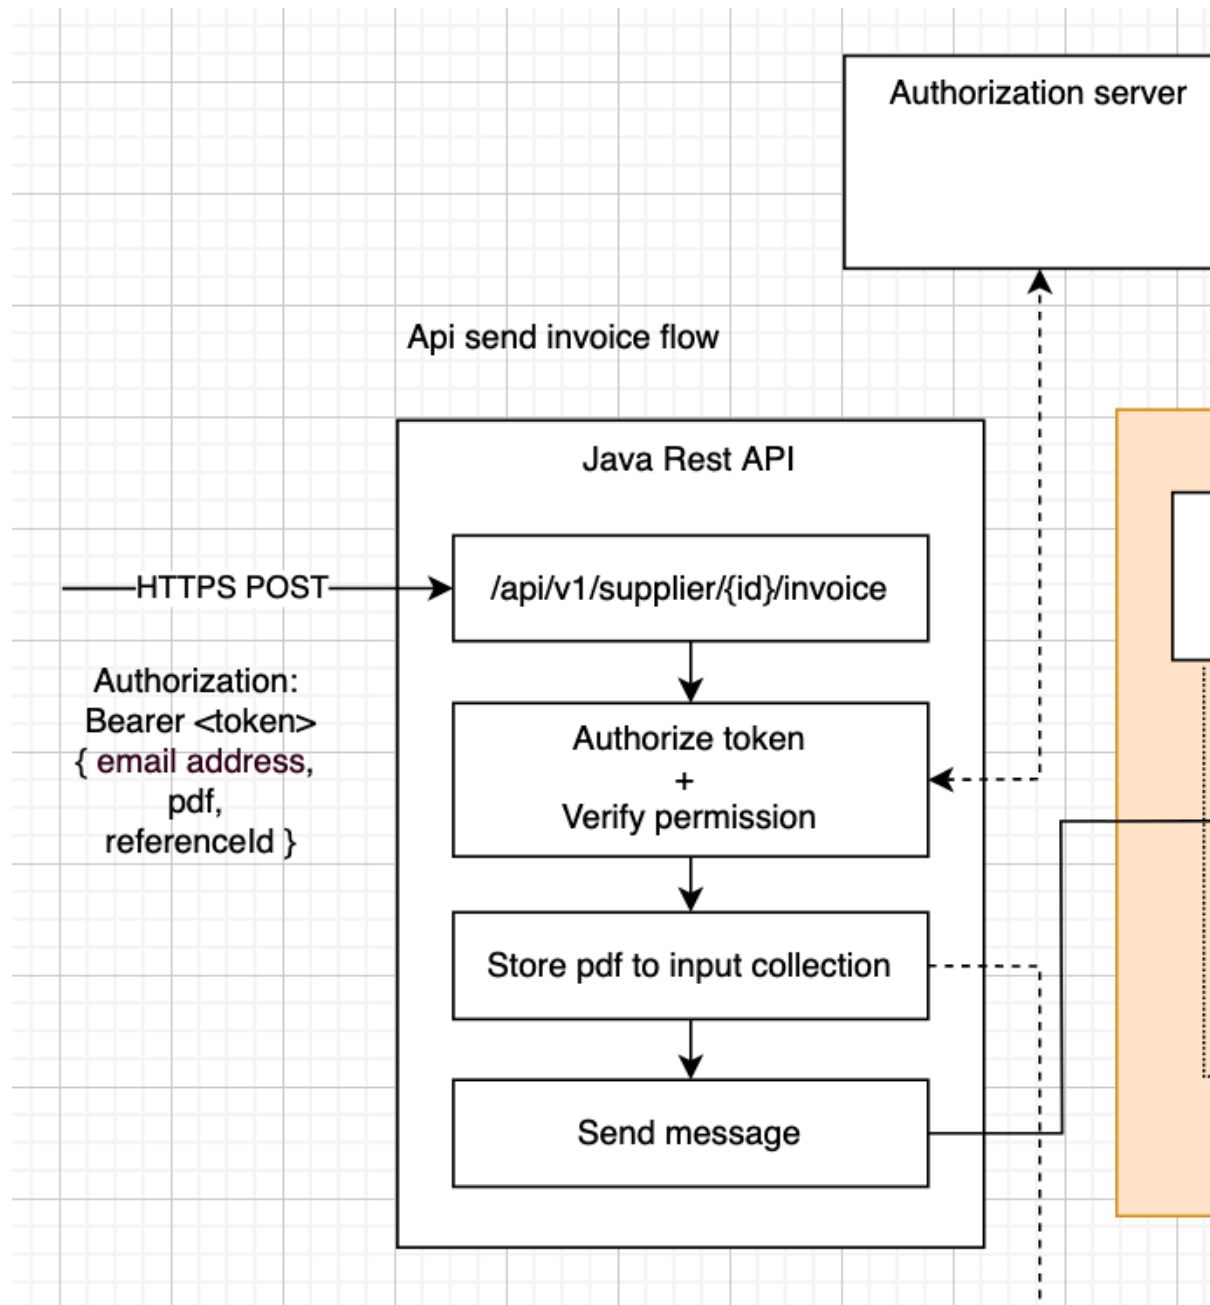 Authorization server
Api send invoice flow
Java Rest API
HTTPS POST
/api/v1/supplier/{id}/invoice
Authorization:
Bearer <token>
{ email address,
pdf,
referenceId }
Authorize token
+
Verify permission
Store pdf to input collection
Send message